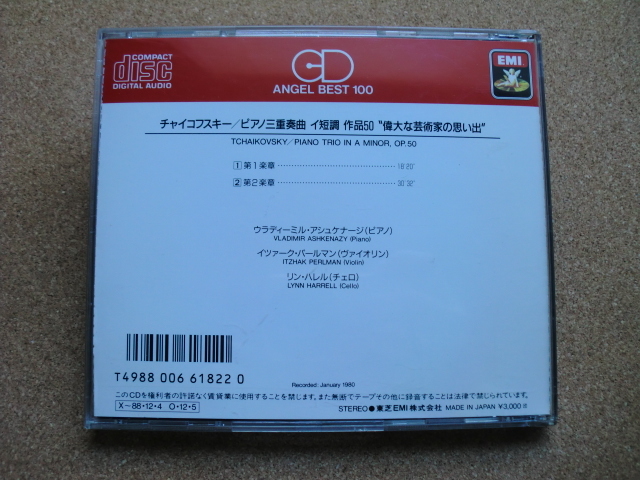 COMPACT
disc
DIGITAL AUDIO
CD
ANGEL BEST 100
EMI
チャイコフスキー／ピアノ三重奏曲 イ短調 作品50 "偉大な芸術家の思い出"
TCHAIKOVSKY／PIANO TRIO IN A MINOR, OP.50
1 第1楽章 18'20"
2 第2楽章 30'32"
ウラディーミル・アシュケナージ（ピアノ）
VLADIMIR ASHKENAZY (Piano)
イツァーク・パールマン（ヴァイオリン）
ITZHAK PERLMAN (Violin)
リン・ハレル（チェロ）
LYNN HARRELL (Cello)
T4988 006 61822 0
Recorded: January 1980
このCDを権利者の許諾なく賃貸業に使用することを禁じます。また無断でテープその他に録音することは法律で禁じられています。
X－88・12・4 O・12・5
STEREO● 東芝EMI株式会社 MADE IN JAPAN ¥3,000